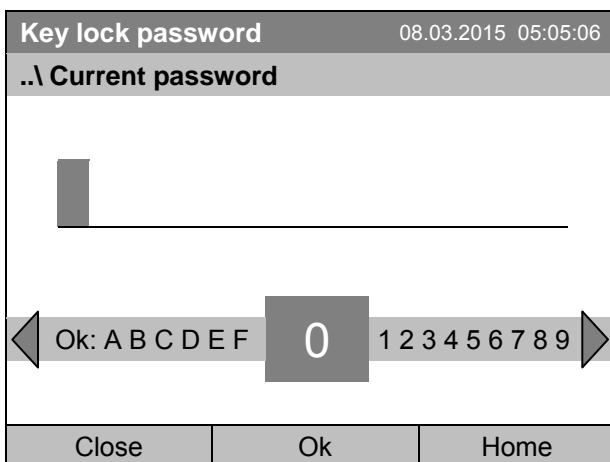 Key lock password 08.03.2015 05:05:06
..\ Current password
Ok: A B C D E F 0 1 2 3 4 5 6 7 8 9
Close Ok Home